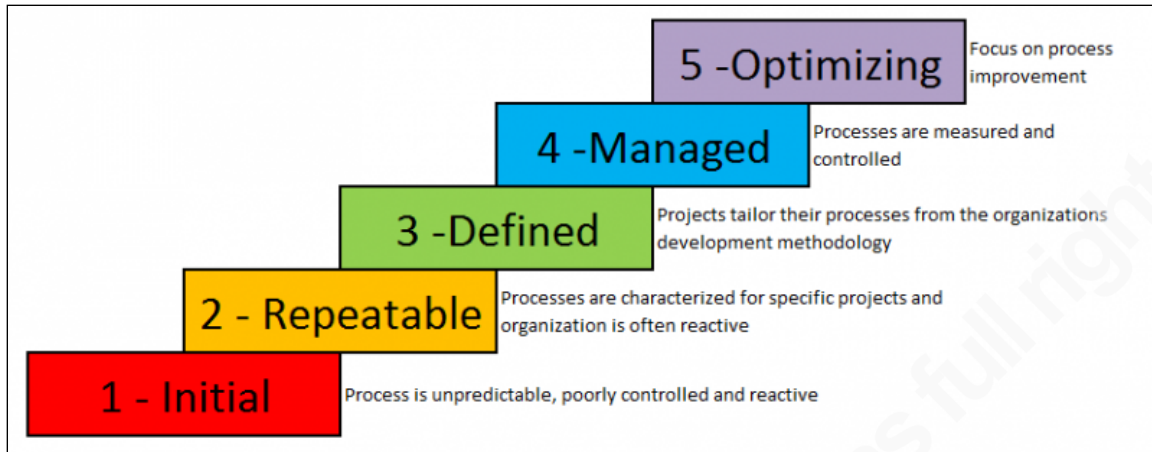 5 -Optimizing
Focus on process
improvement
4 -Managed
Processes are measured and
controlled
3 -Defined
Projects tailor their processes from the organizations
development methodology
2 - Repeatable
Processes are characterized for specific projects and
organization is often reactive
1 - Initial
Process is unpredictable, poorly controlled and reactive
full right